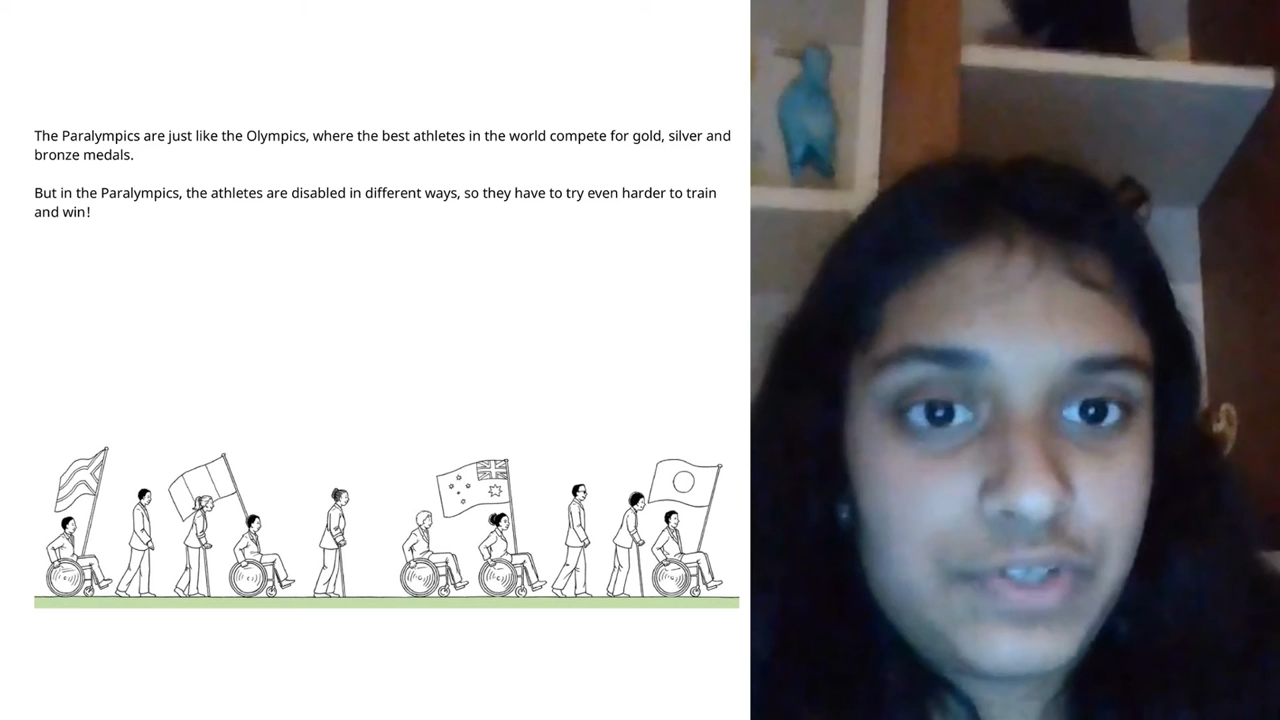 The Paralympics are just like the Olympics, where the best athletes in the world compete for gold, silver and
bronze medals.
But in the Paralympics, the athletes are disabled in different ways, so they have to try even harder to train
and win!